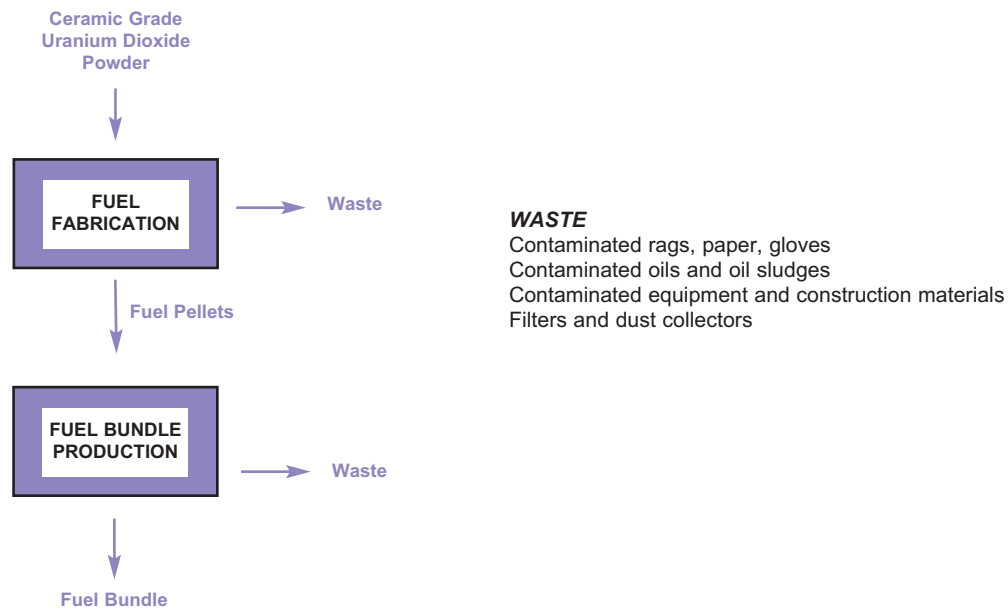 Ceramic Grade
Uranium Dioxide
Powder
FUEL
FABRICATION
Waste
Fuel Pellets
FUEL BUNDLE
PRODUCTION
Waste
Fuel Bundle
WASTE
Contaminated rags, paper, gloves
Contaminated oils and oil sludges
Contaminated equipment and construction materials
Filters and dust collectors